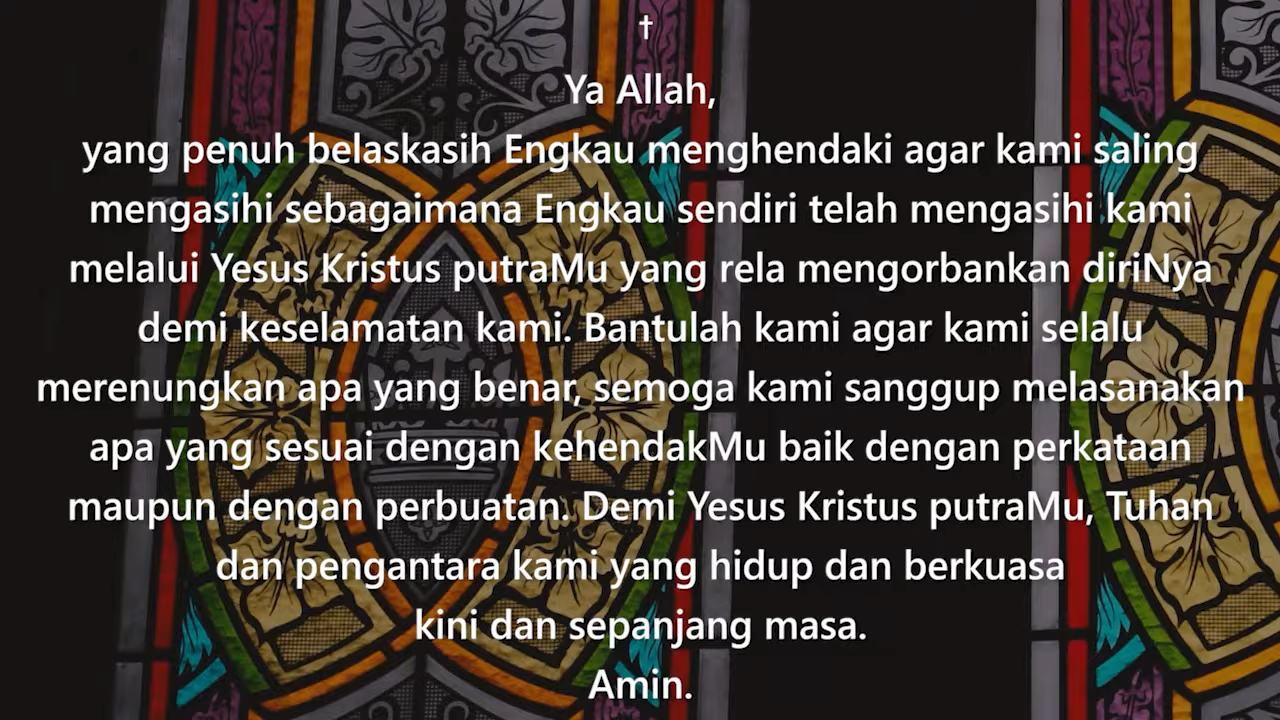 ✝
Ya Allah,
yang penuh belaskasih Engkau menghendaki agar kami saling
mengasihi sebagaimana Engkau sendiri telah mengasihi kami
melalui Yesus Kristus putraMu yang rela mengorbankan diriNya
demi keselamatan kami. Bantulah kami agar kami selalu
merenungkan apa yang benar, semoga kami sanggup melasanakan
apa yang sesuai dengan kehendakMu baik dengan perkataan
maupun dengan perbuatan. Demi Yesus Kristus putraMu, Tuhan
dan pengantara kami yang hidup dan berkuasa
kini dan sepanjang masa.
Amin.